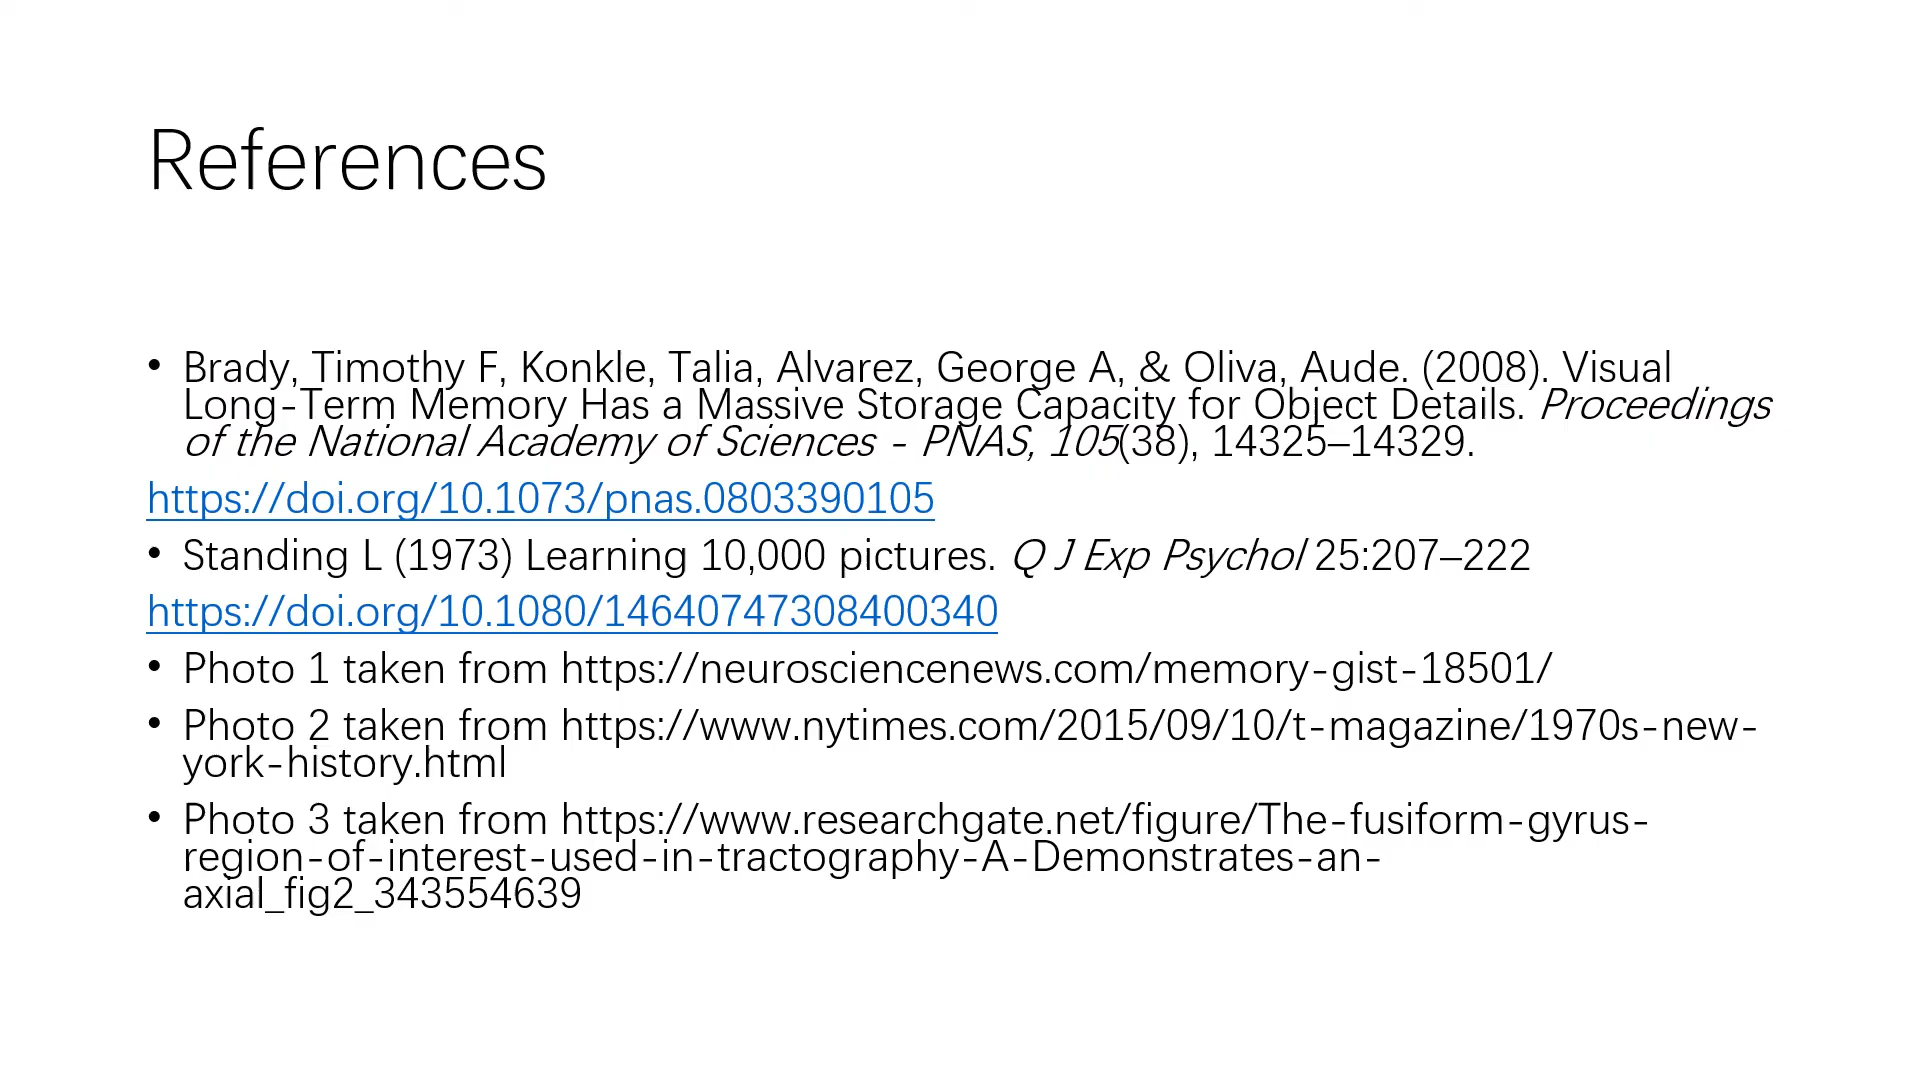 References
• Brady, Timothy F, Konkle, Talia, Alvarez, George A, & Oliva, Aude. (2008). Visual
Long-Term Memory Has a Massive Storage Capacity for Object Details. Proceedings
of the National Academy of Sciences - PNAS, 105(38), 14325–14329.
https://doi.org/10.1073/pnas.0803390105
• Standing L (1973) Learning 10,000 pictures. Q J Exp Psychol 25:207–222
https://doi.org/10.1080/14640747308400340
• Photo 1 taken from https://neurosciencenews.com/memory-gist-18501/
• Photo 2 taken from https://www.nytimes.com/2015/09/10/t-magazine/1970s-new-
york-history.html
• Photo 3 taken from https://www.researchgate.net/figure/The-fusiform-gyrus-
region-of-interest-used-in-tractography-A-Demonstrates-an-
axial_fig2_343554639